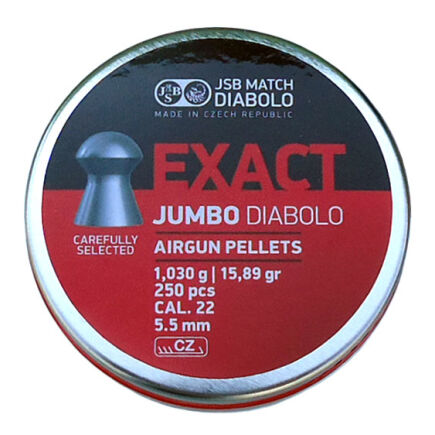 JSB
JSB MATCH
DIABOLO
MADE IN CZECH REPUBLIC
EXACT
JUMBO DIABOLO
CAREFULLY
SELECTED
AIRGUN PELLETS
1,030 g | 15,89 gr
250 pcs
CAL. 22
5.5 mm
CZ